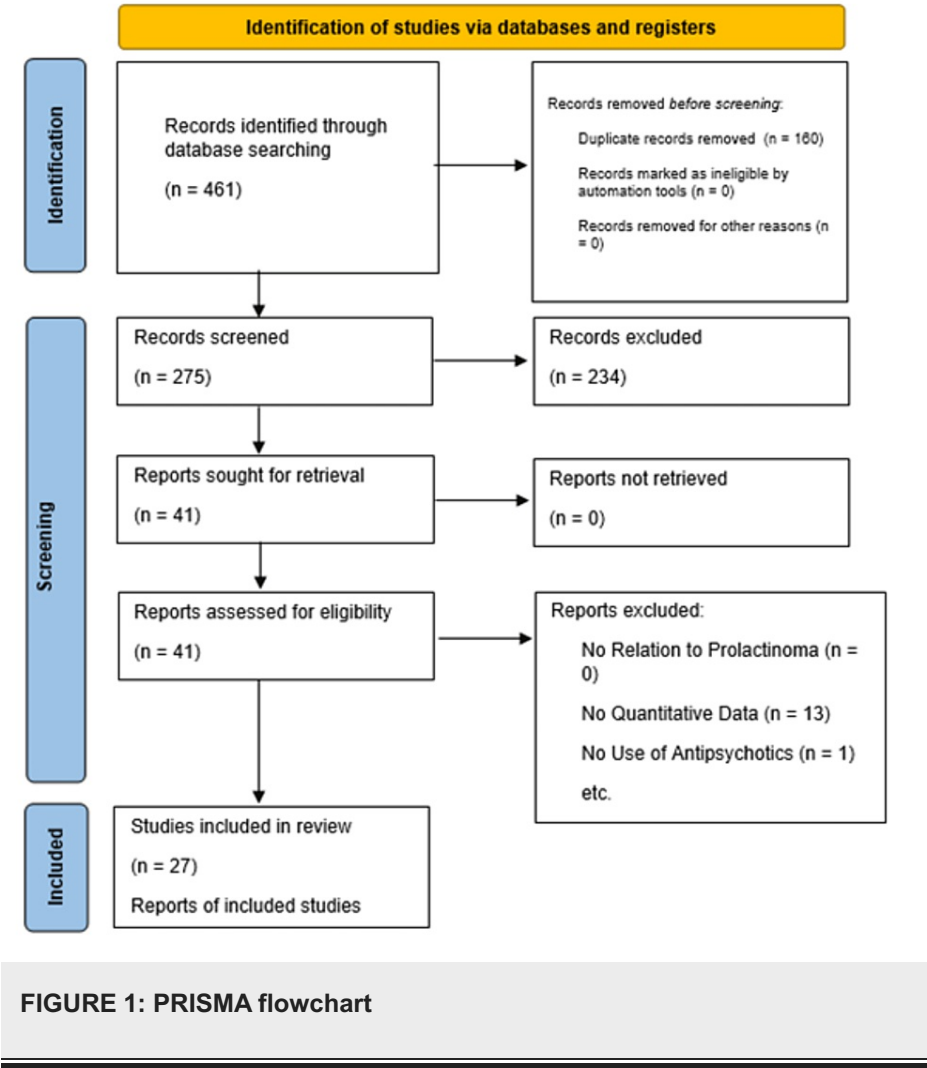 Identification of studies via databases and registers
Identification
Records identified through
database searching
(n = 461)
Records removed before screening:
Duplicate records removed (n = 160)
Records marked as ineligible by
automation tools (n = 0)
Records removed for other reasons (n
= 0)
Screening
Records screened
(n = 275)
Records excluded
(n = 234)
Reports sought for retrieval
(n = 41)
Reports not retrieved
(n = 0)
Reports assessed for eligibility
(n = 41)
Reports excluded:
No Relation to Prolactinoma (n =
0)
No Quantitative Data (n = 13)
No Use of Antipsychotics (n = 1)
etc.
Included
Studies included in review
(n = 27)
Reports of included studies
FIGURE 1: PRISMA flowchart